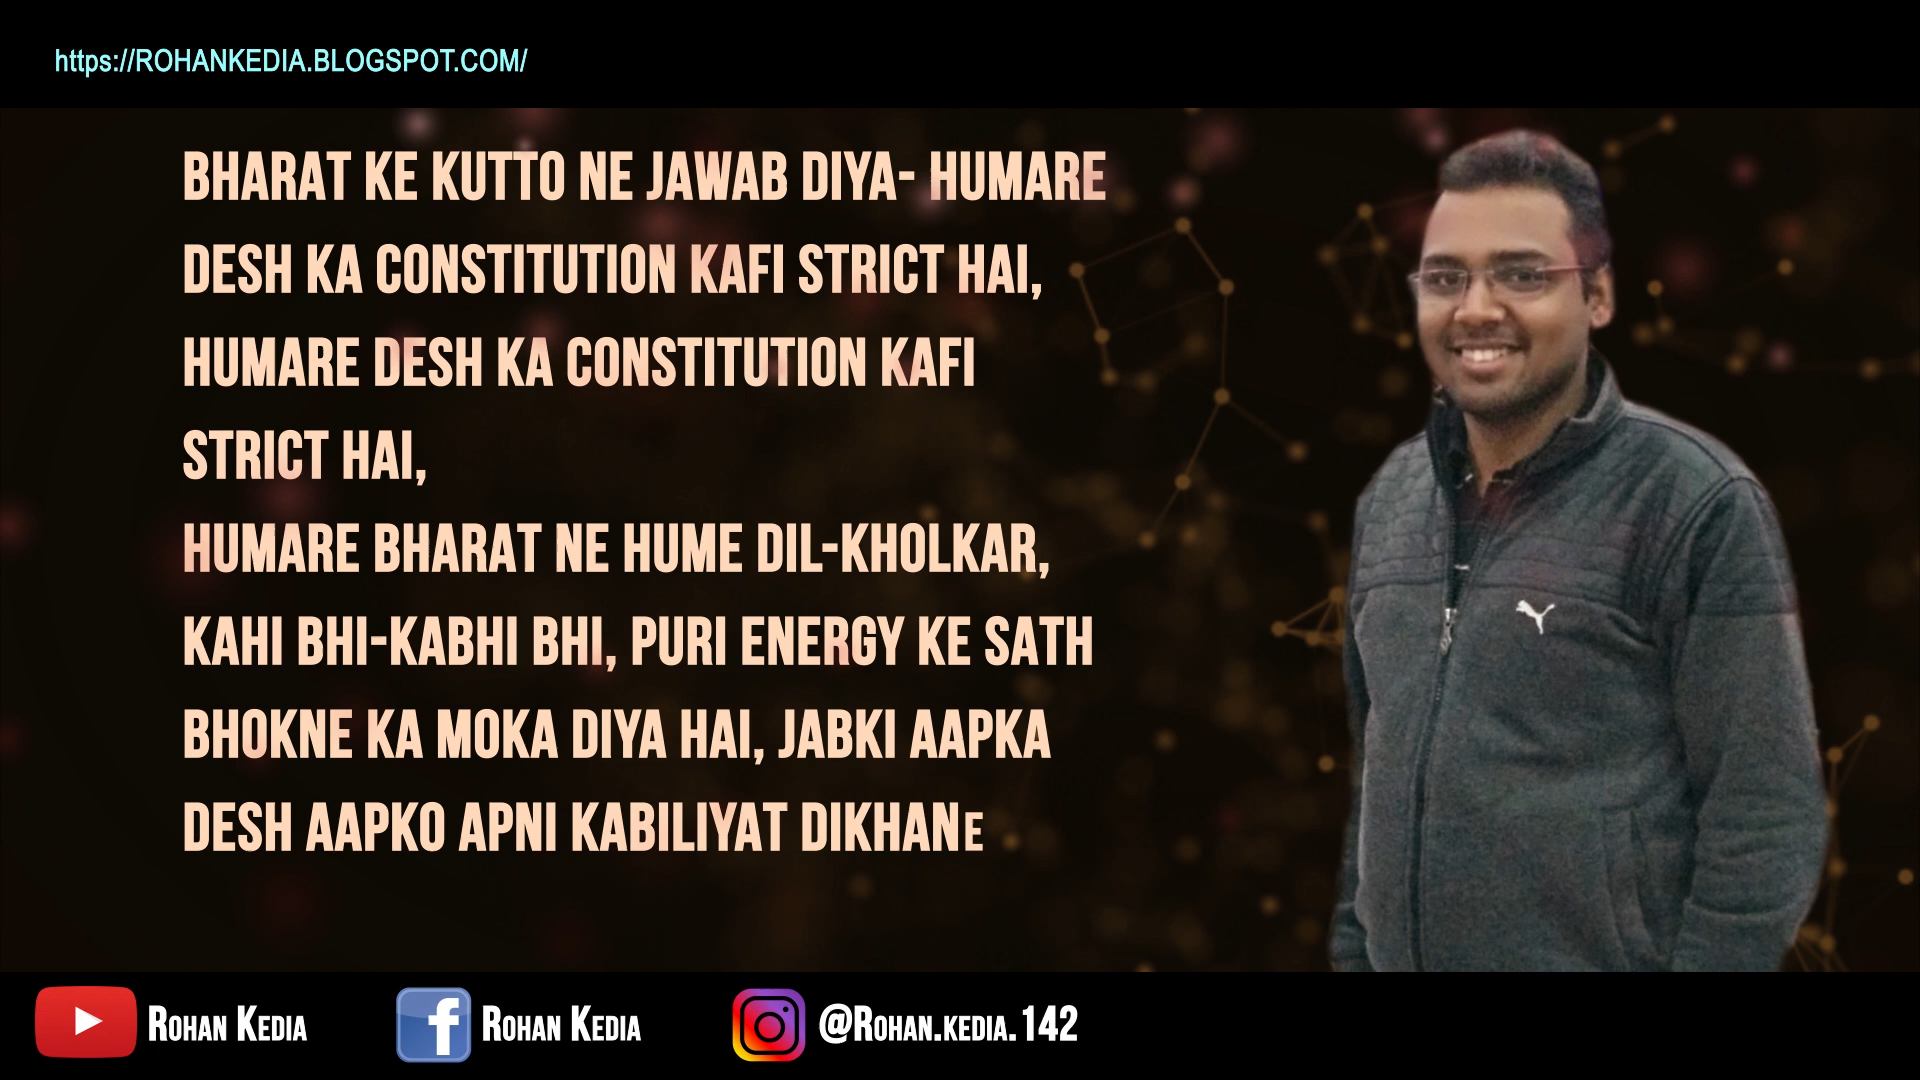 https://ROHANKEDIA.BLOGSPOT.COM/
BHARAT KE KUTTO NE JAWAB DIYA- HUMARE
DESH KA CONSTITUTION KAFI STRICT HAI,
HUMARE DESH KA CONSTITUTION KAFI
STRICT HAI,
HUMARE BHARAT NE HUME DIL-KHOLKAR,
KAHI BHI-KABHI BHI, PURI ENERGY KE SATH
BHOKNE KA MOKA DIYA HAI, JABKI AAPKA
DESH AAPKO APNI KABILIYAT DIKHANE
ROHAN KEDIA
f ROHAN KEDIA
@ROHAN.KEDIA.142